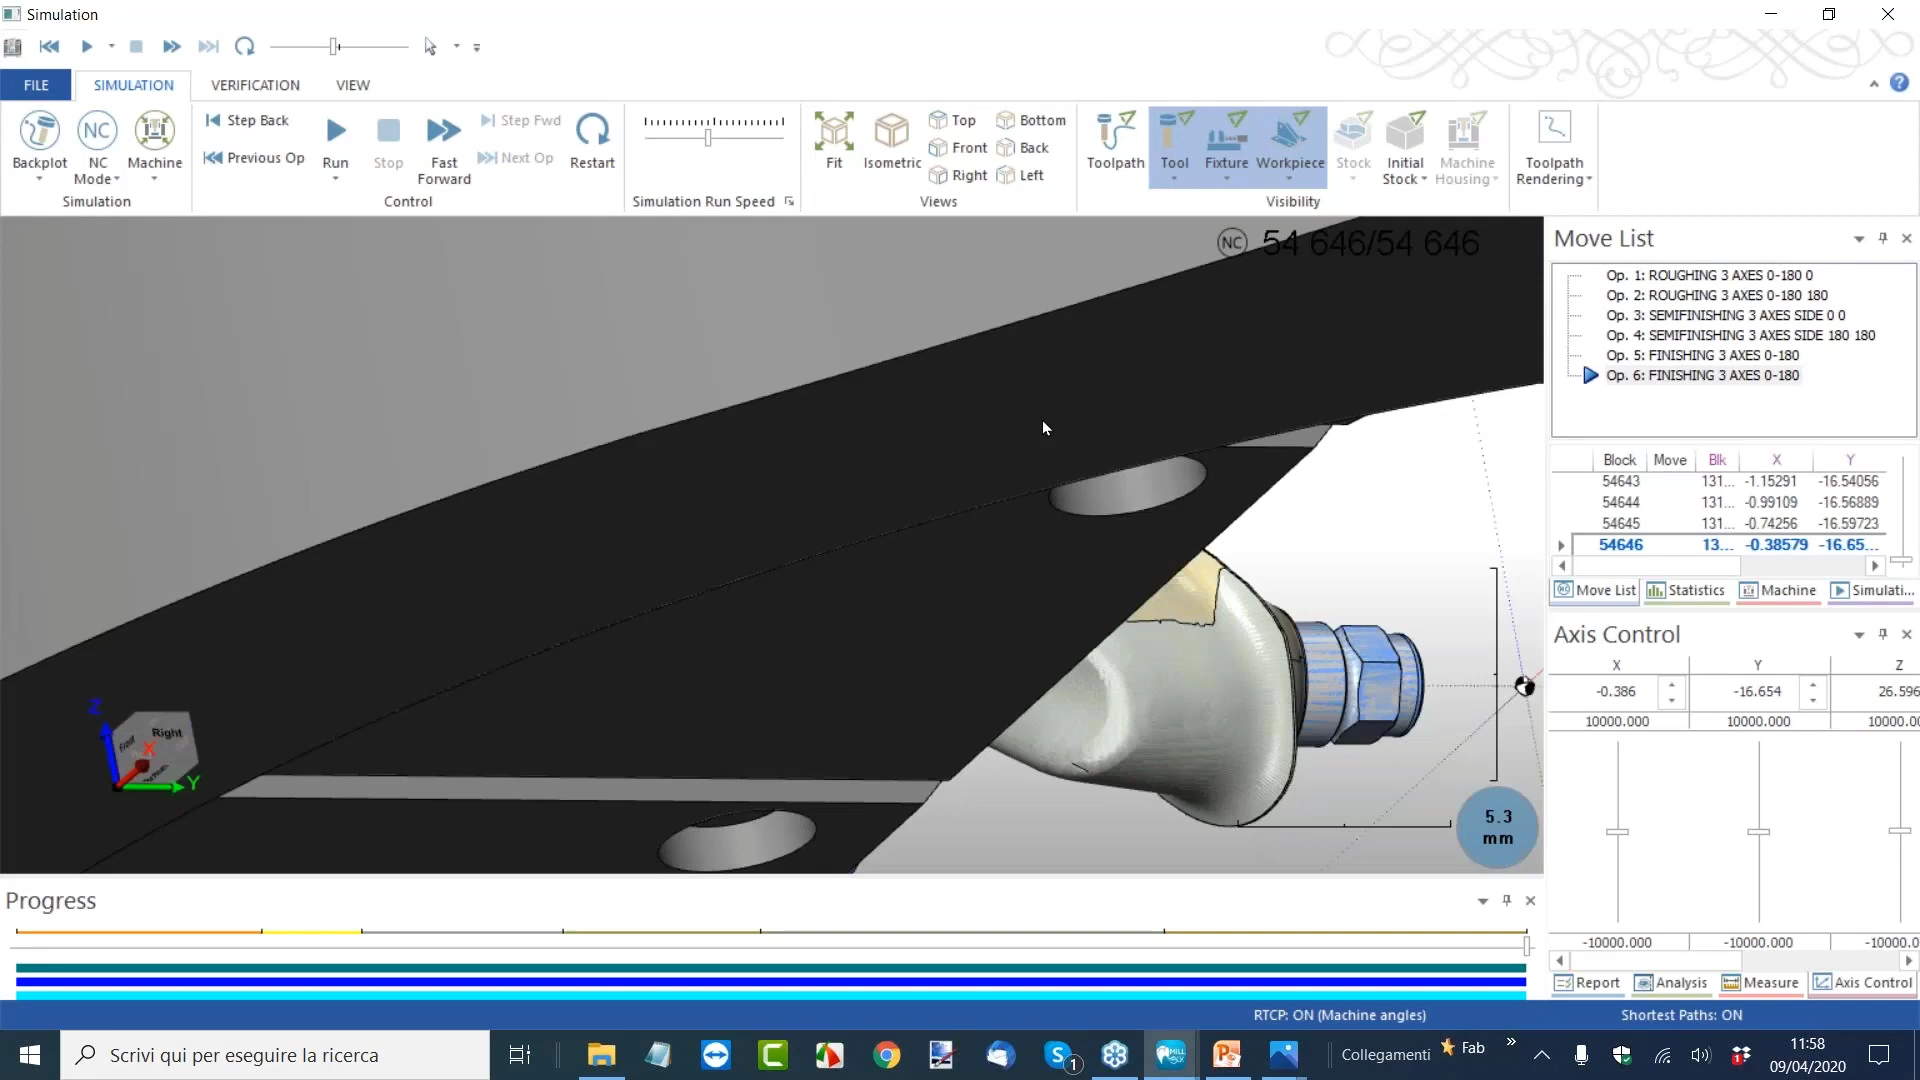 Simulation
FILE
SIMULATION
VERIFICATION
VIEW
Backplot
NC Mode
Machine
Simulation
Step Back
Previous Op
Run
Stop
Fast Forward
Step Fwd
Next Op
Restart
Control
Simulation Run Speed
Fit
Isometric
Top
Front
Right
Bottom
Back
Left
Views
Toolpath
Tool
Fixture
Workpiece
Stock
Initial Stock
Machine Housing
Visibility
Toolpath Rendering
NC 54 646/54 646
Move List
Op. 1: ROUGHING 3 AXES 0-180 0
Op. 2: ROUGHING 3 AXES 0-180 180
Op. 3: SEMIFINISHING 3 AXES SIDE 0 0
Op. 4: SEMIFINISHING 3 AXES SIDE 180 180
Op. 5: FINISHING 3 AXES 0-180
Op. 6: FINISHING 3 AXES 0-180
Block Move Blk X Y
54643 131... -1.15291 -16.54056
54644 131... -0.99109 -16.56889
54645 131... -0.74256 -16.59723
54646 13... -0.38579 -16.65...
Move List Statistics Machine Simulati...
Axis Control
X Y Z
-0.386 -16.654 26.596
10000.000 10000.000 10000.00
-10000.000 -10000.000 -10000.0
Report Analysis Measure Axis Control
Z
X
Y
Front
Right
5.3 mm
Progress
RTCP: ON (Machine angles)
Shortest Paths: ON
Scrivi qui per eseguire la ricerca
Collegamenti
Fab
11:58
09/04/2020